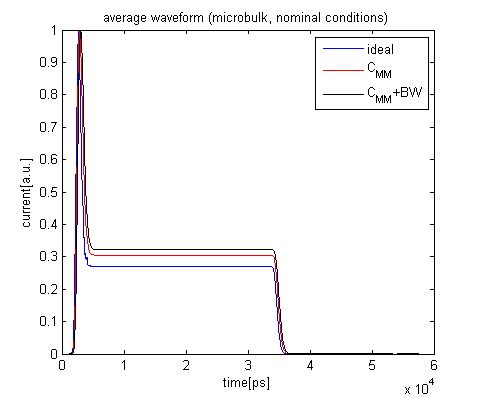 average waveform (microbulk, nominal conditions)
1
0.9
0.8
0.7
0.6
0.5
0.4
0.3
0.2
0.1
0
current[a.u.]
ideal
C_MM
C_MM+BW
0 1 2 3 4 5 6
time[ps]
x 10^4